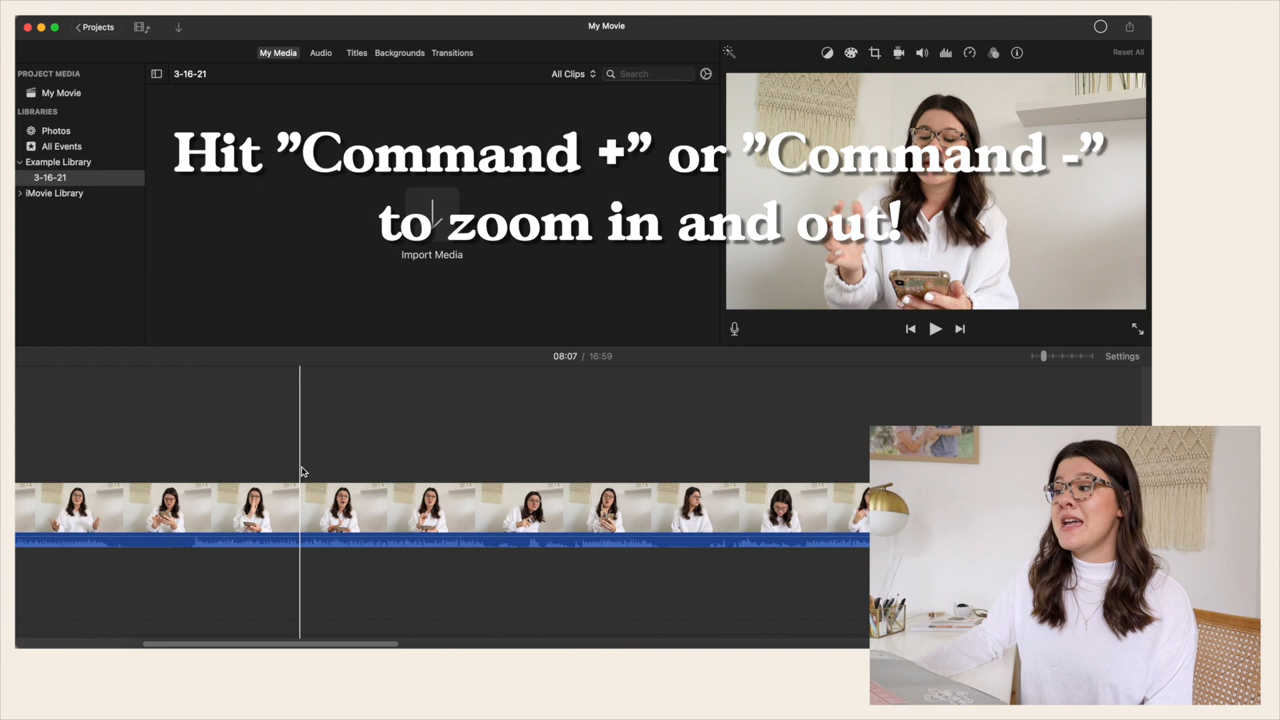 Projects
My Movie
My Media
Audio
Titles
Backgrounds
Transitions
Reset All
PROJECT MEDIA
My Movie
LIBRARIES
Photos
All Events
Example Library
3-16-21
iMovie Library
3-16-21
All Clips
Search
Hit ”Command +” or ”Command -”
to zoom in and out!
Import Media
08:07 / 16:59
Settings